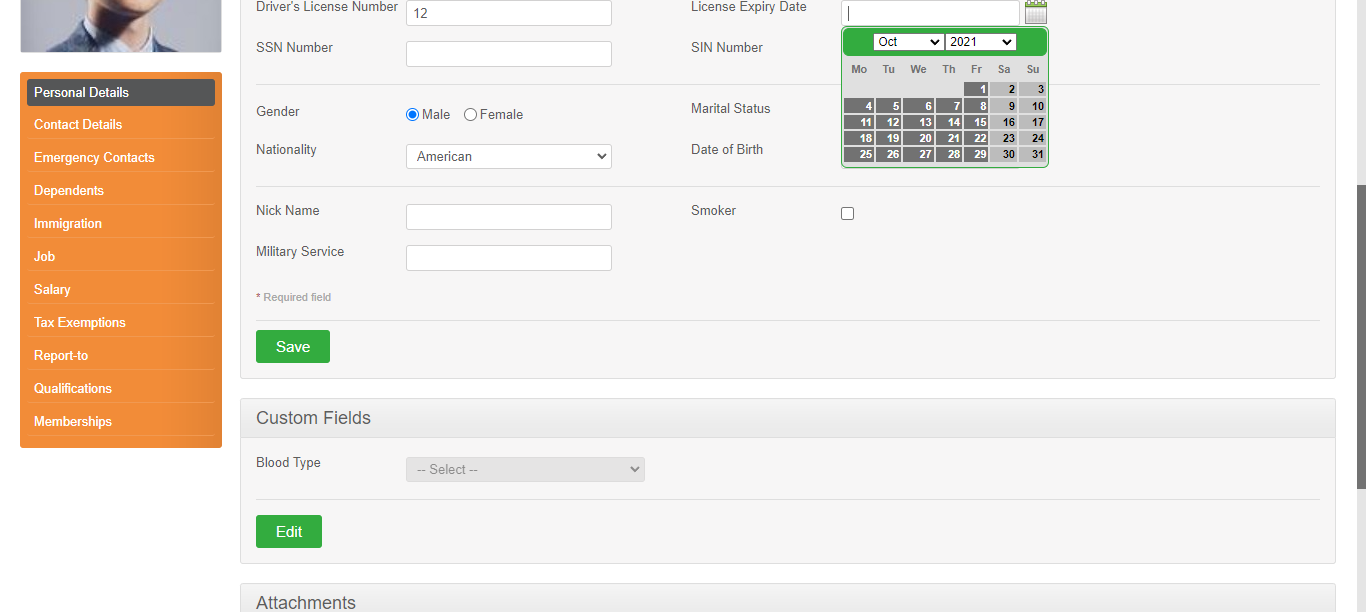 Driver's License Number 12 License Expiry Date
Oct 2021
SSN Number SIN Number
Mo Tu We Th Fr Sa Su
1 2 3
4 5 6 7 8 9 10
11 12 13 14 15 16 17
18 19 20 21 22 23 24
25 26 27 28 29 30 31
Gender Male Female Marital Status
Nationality American Date of Birth
Nick Name Smoker
Military Service
* Required field
Save
Personal Details
Contact Details
Emergency Contacts
Dependents
Immigration
Job
Salary
Tax Exemptions
Report-to
Qualifications
Memberships
Custom Fields
Blood Type -- Select --
Edit
Attachments